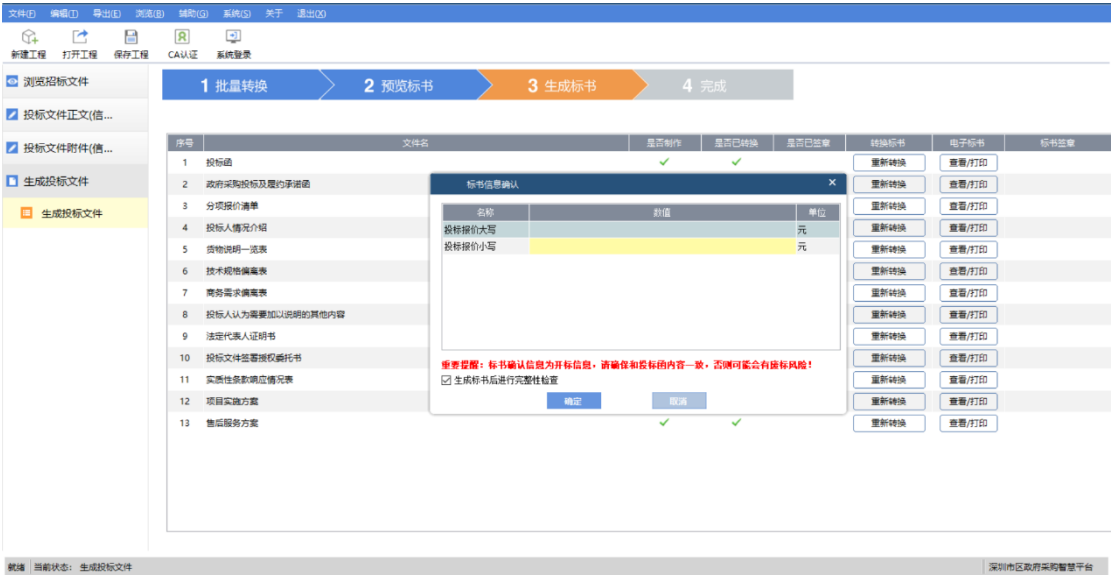 文件(F) 编辑(T) 导出(E) 浏览(B) 辅助(G) 系统(S) 关于 退出(X)
新建工程 打开工程 保存工程 CA认证 系统登录
浏览招标文件
投标文件正文(信...
投标文件附件(信...
生成投标文件
生成投标文件
1 批量转换 2 预览标书 3 生成标书 4 完成
序号 文件名 是否制作 是否已转换 是否已签章 转换标书 电子标书 标书签章
1 投标函 重新转换 查看/打印
2 政府采购投标及履约承诺函 重新转换 查看/打印
3 分项报价清单 重新转换 查看/打印
4 投标人情况介绍 重新转换 查看/打印
5 货物说明一览表 重新转换 查看/打印
6 技术规格偏离表 重新转换 查看/打印
7 商务需求偏离表 重新转换 查看/打印
8 投标人认为需要加以说明的其他内容 重新转换 查看/打印
9 法定代表人证明书 重新转换 查看/打印
10 投标文件签署授权委托书 重新转换 查看/打印
11 实质性条款响应情况表 重新转换 查看/打印
12 项目实施方案 重新转换 查看/打印
13 售后服务方案 重新转换 查看/打印
标书信息确认
名称 数值 单位
投标报价大写 元
投标报价小写 元
重要提醒：标书确认信息为开标信息，请确保和投标函内容一致，否则可能会有废标风险！
生成标书后进行完整性检查
确定 取消
就绪 当前状态： 生成投标文件 深圳市区政府采购智慧平台